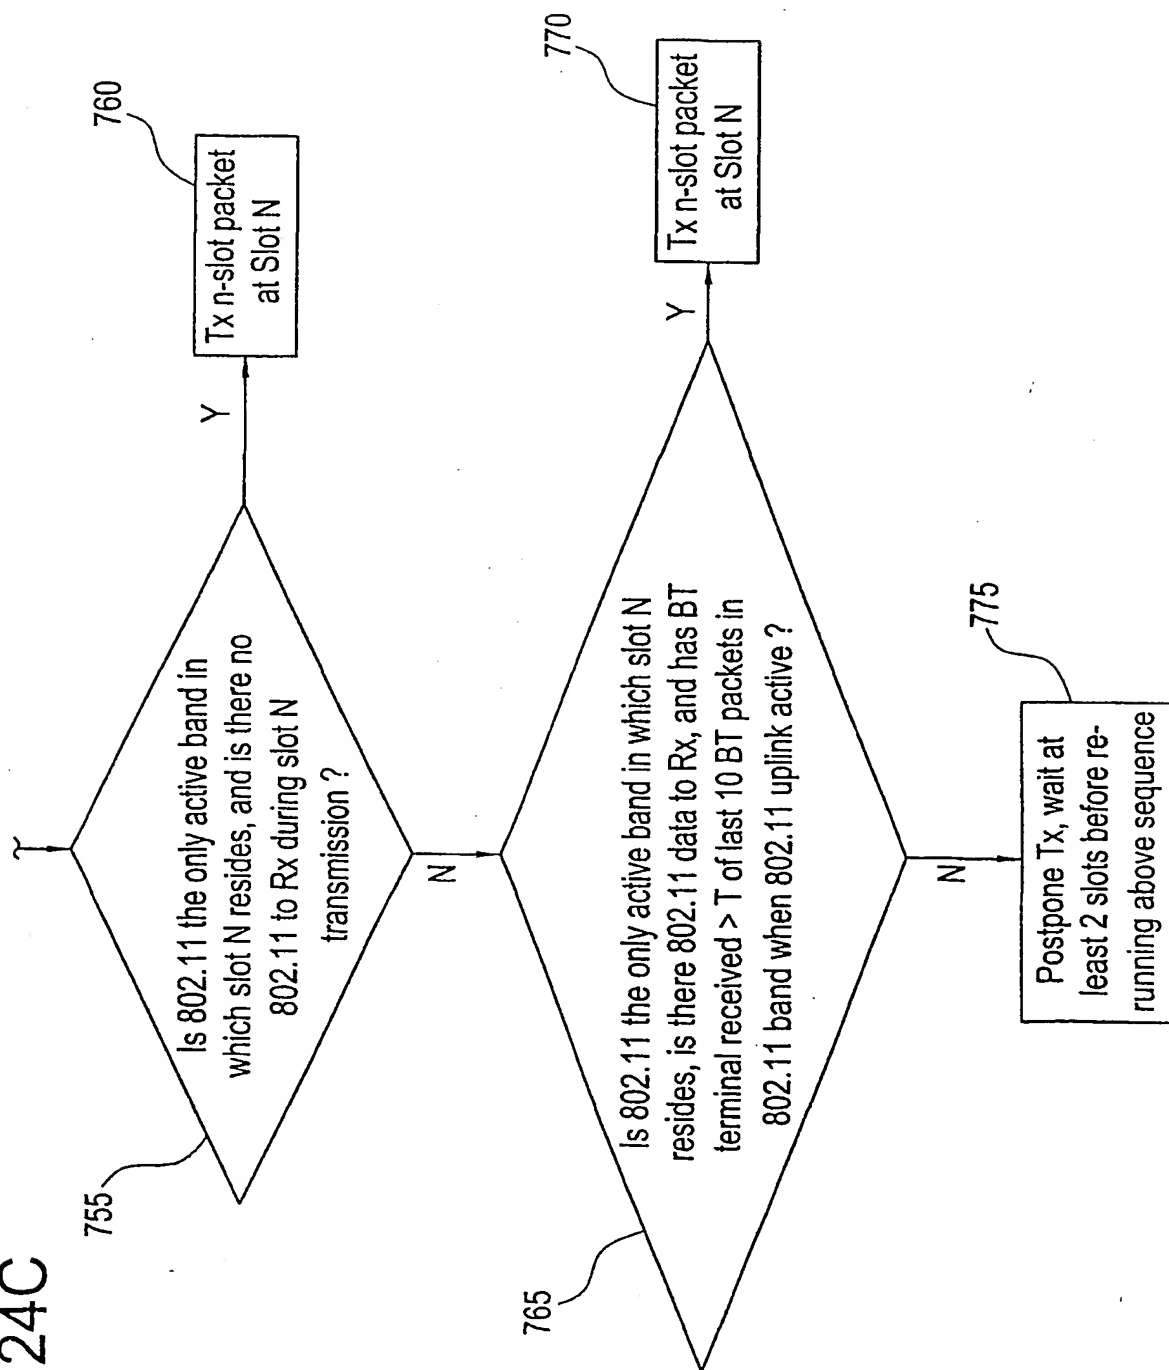 24C
755
Is 802.11 the only active band in
which slot N resides, and is there no
802.11 to Rx during slot N
transmission ?
Y
760
Tx n-slot packet
at Slot N
N
765
Is 802.11 the only active band in which slot N
resides, is there 802.11 data to Rx, and has BT
terminal received > T of last 10 BT packets in
802.11 band when 802.11 uplink active ?
Y
770
Tx n-slot packet
at Slot N
N
775
Postpone Tx, wait at
least 2 slots before re-
running above sequence